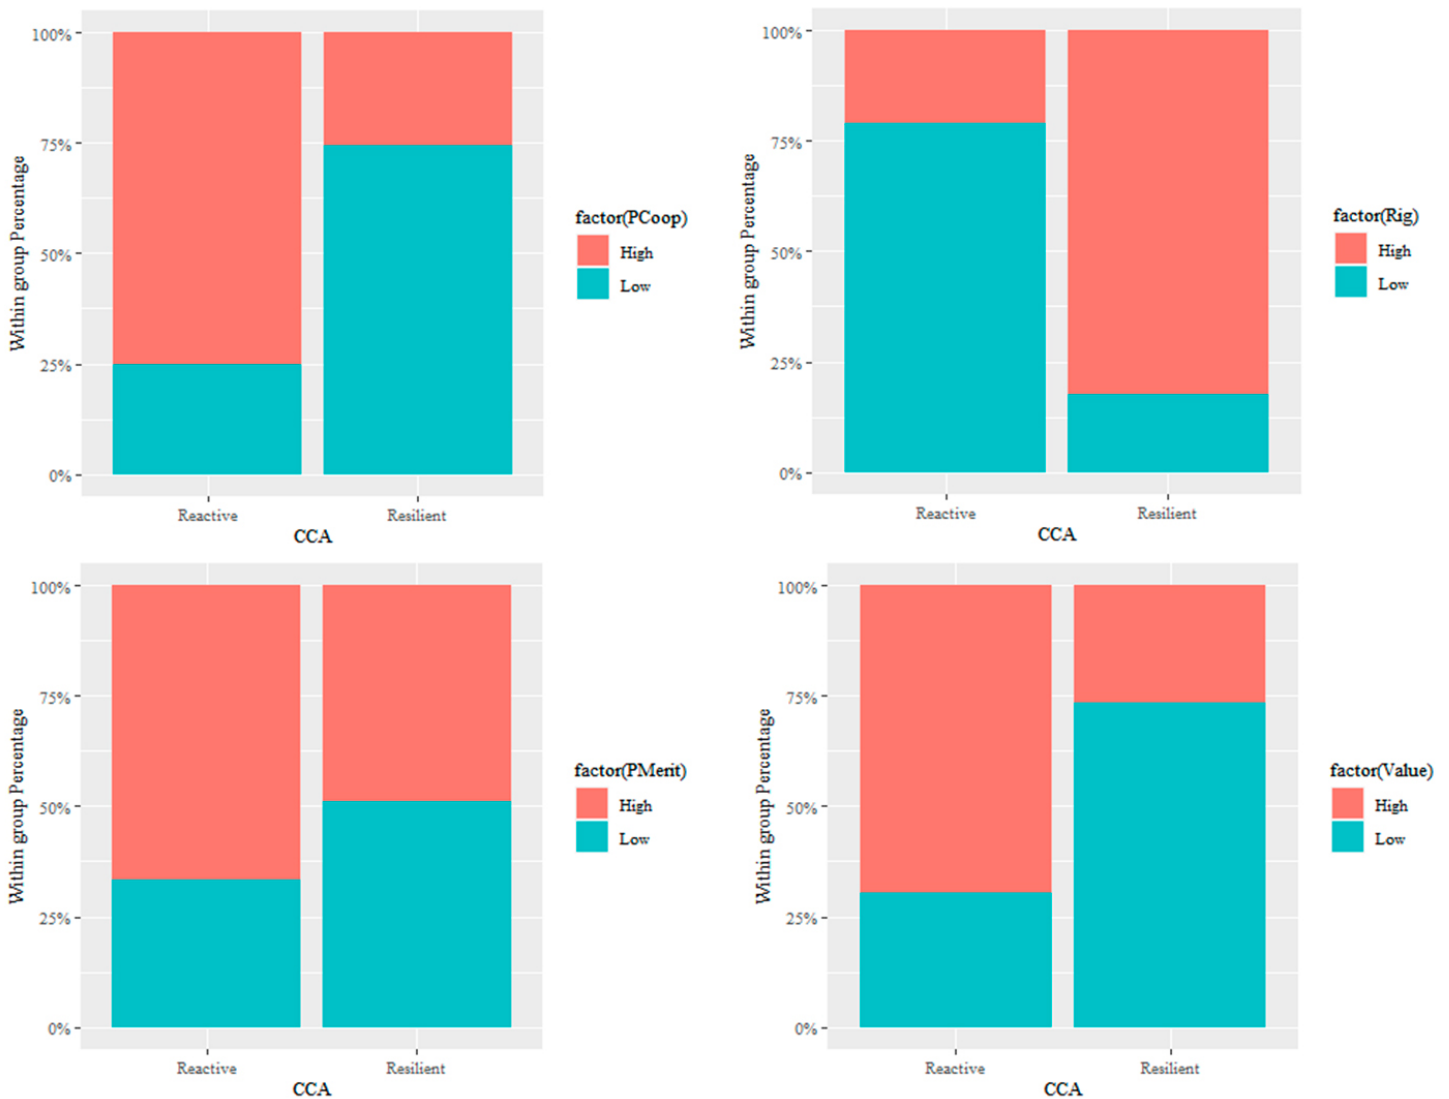 100%
75%
50%
25%
0%
Within group Percentage
Reactive
Resilient
CCA
factor(PCoop)
High
Low
100%
75%
50%
25%
0%
Within group Percentage
Reactive
Resilient
CCA
factor(Rig)
High
Low
100%
75%
50%
25%
0%
Within group Percentage
Reactive
Resilient
CCA
factor(PMerit)
High
Low
100%
75%
50%
25%
0%
Within group Percentage
Reactive
Resilient
CCA
factor(Value)
High
Low